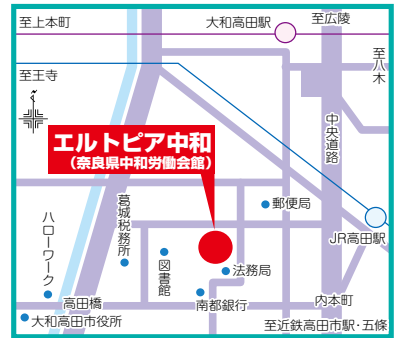 至上本町
大和高田駅
至広陵
至王寺
至八木
中央道路
エルトピア中和
（奈良県中和労働会館）
郵便局
葛城税務所
ハローワーク
JR高田駅
図書館
法務局
高田橋
南都銀行
内本町
大和高田市役所
至近鉄高田市駅・五條